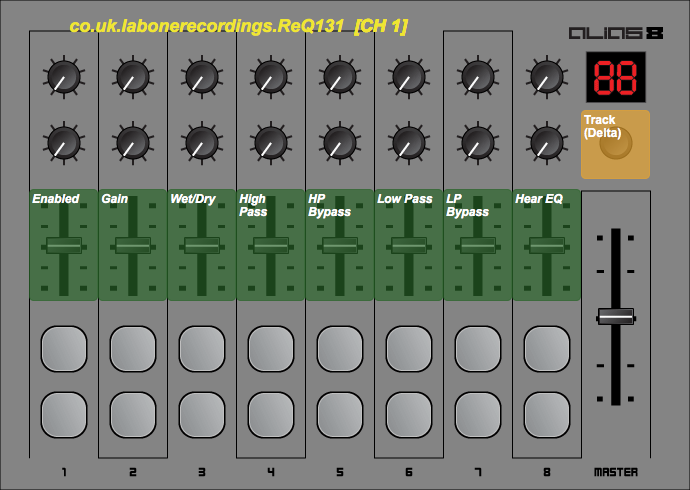 co.uk.labonerecordings.ReQ131 [CH 1]
ALIAS 8
88
Track
(Delta)
Enabled
Gain
Wet/Dry
High
Pass
HP
Bypass
Low Pass
LP
Bypass
Hear EQ
1 2 3 4 5 6 7 8 MASTER